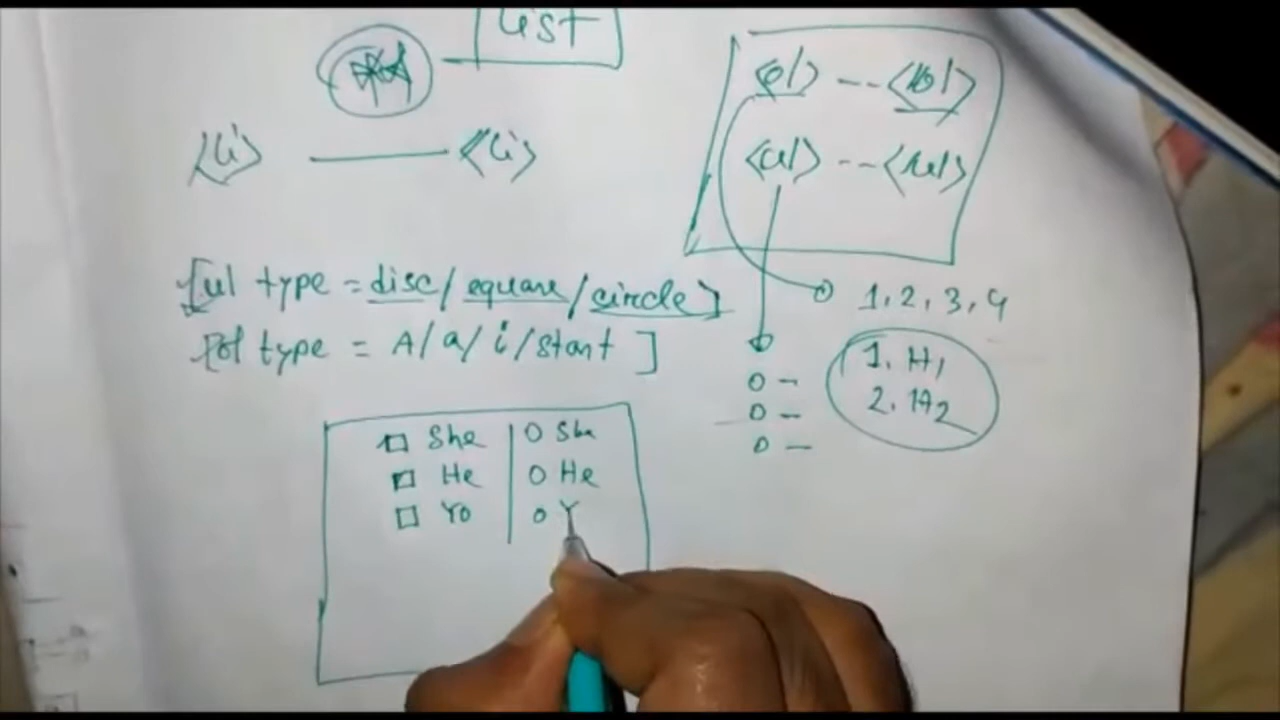 List
<ol> -- </ol>
<li> — <li>
<ul> -- </ul>
[ul type = disc/square/circle]
1, 2, 3, 4
[ol type = A/a/i/start]
1. H,
2. H2
□ She | O She
□ He | O He
□ Yo | O Y